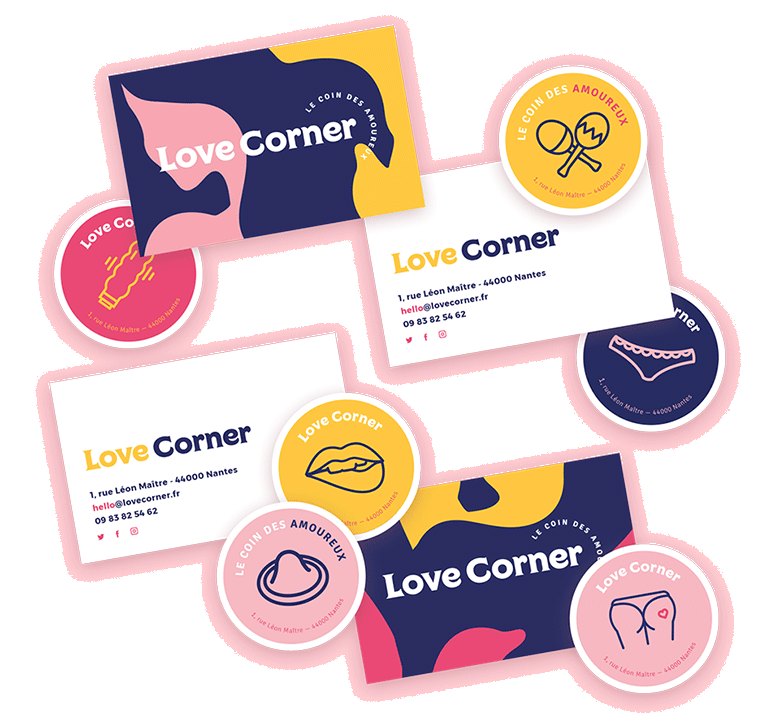 LE COIN DES AMOUREUX
Love Corner
LE COIN DES AMOUREUX
1, rue Léon Maître — 44000 Nantes
Love
1, rue Léon Maître — 44000 Nantes
Love Corner
1, rue Léon Maître - 44000 Nantes
hello@lovecorner.fr
09 83 82 54 62
1, rue Léon Maître — 44000 Nantes
Love Corner
1, rue Léon Maître - 44000 Nantes
hello@lovecorner.fr
09 83 82 54 62
Love Corner
44000 Nantes
LE COIN DES AMOUREUX
1, rue Léon Maître — 44000 Nantes
LE COIN DES
Love Corner
Love Corner
1, rue Léon Maître — 44000 Nantes